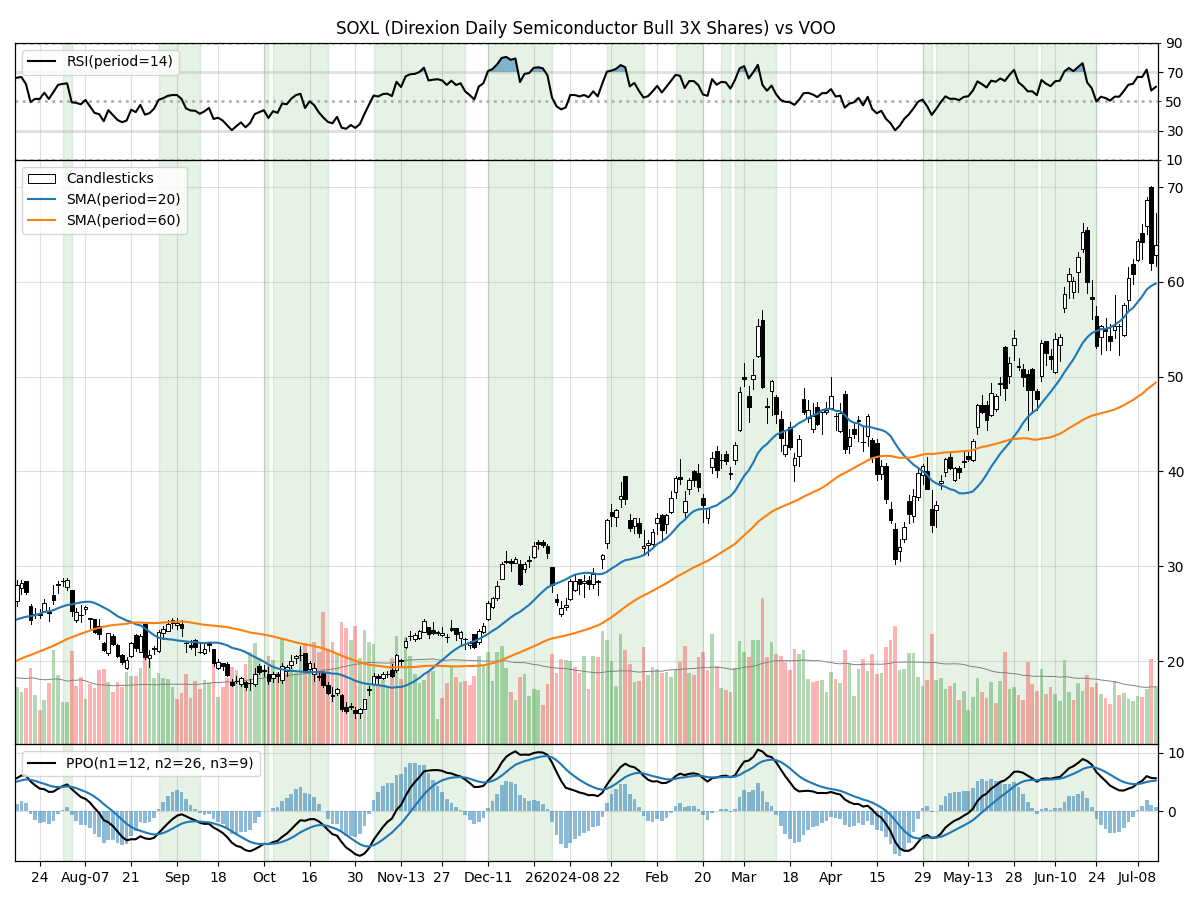 SOXL (Direxion Daily Semiconductor Bull 3X Shares) vs VOO
RSI(period=14)
90
70
50
30
10
Candlesticks
SMA(period=20)
SMA(period=60)
70
60
50
40
30
20
PPO(n1=12, n2=26, n3=9)
10
0
24 Aug-07 21 Sep 18 Oct 16 30 Nov-13 27 Dec-11 26 2024-08 22 Feb 20 Mar 18 Apr 15 29 May-13 28 Jun-10 24 Jul-08